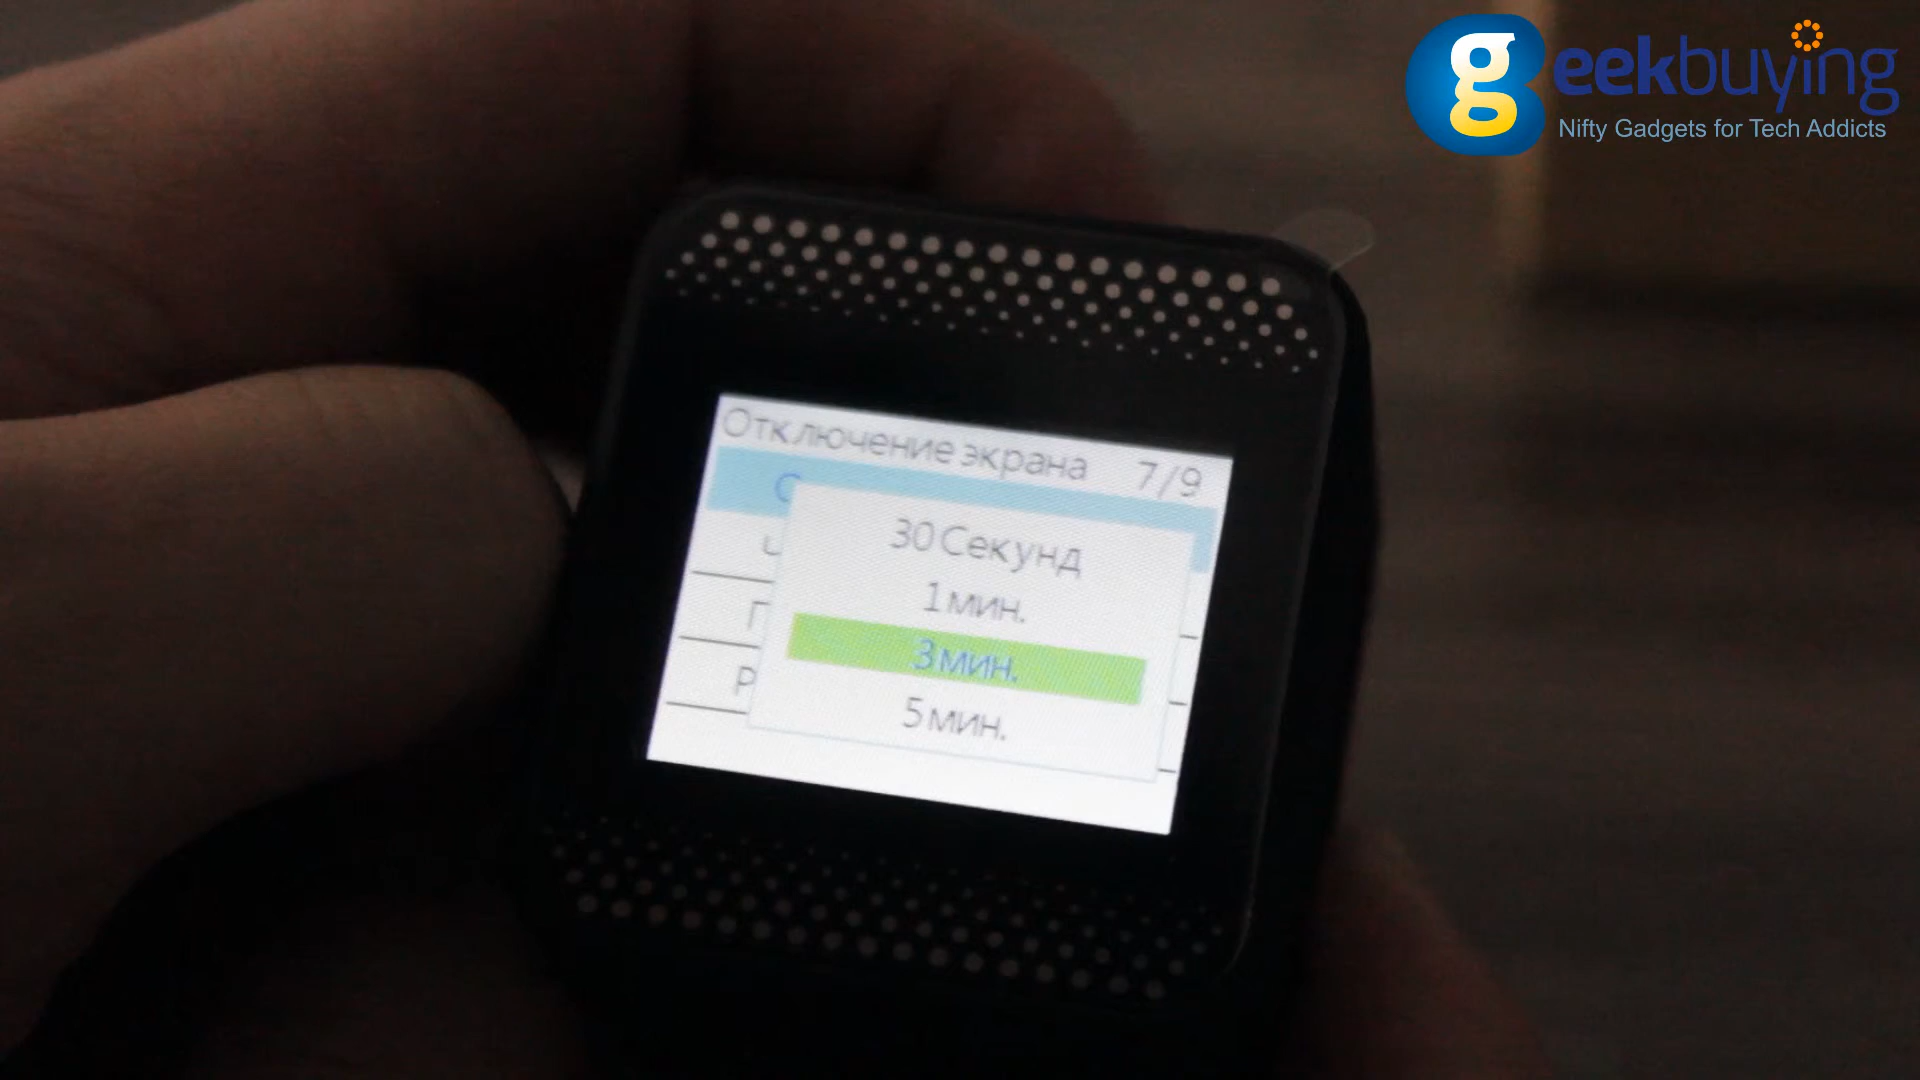 geekbuying
Nifty Gadgets for Tech Addicts
Отключение экрана 7/9
30 Секунд
1 мин.
3 мин.
5 мин.